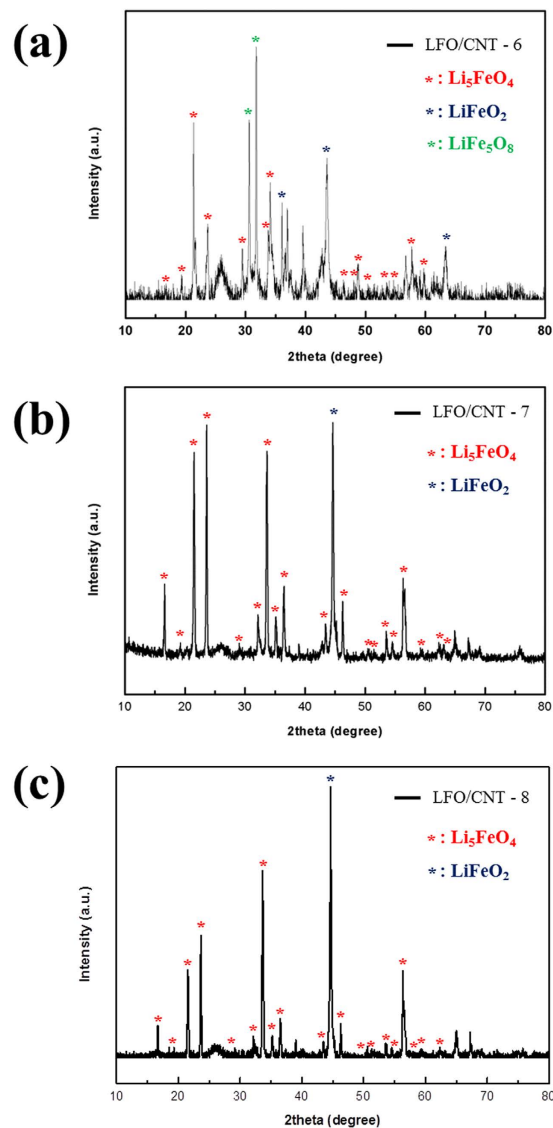 (a)
LFO/CNT - 6
* : Li₅FeO₄
* : LiFeO₂
* : LiFe₅O₈
Intensity (a.u.)
10 20 30 40 50 60 70 80
2theta (degree)
(b)
LFO/CNT - 7
* : Li₅FeO₄
* : LiFeO₂
Intensity (a.u.)
10 20 30 40 50 60 70 80
2theta (degree)
(c)
LFO/CNT - 8
* : Li₅FeO₄
* : LiFeO₂
Intensity (a.u.)
10 20 30 40 50 60 70 80
2theta (degree)